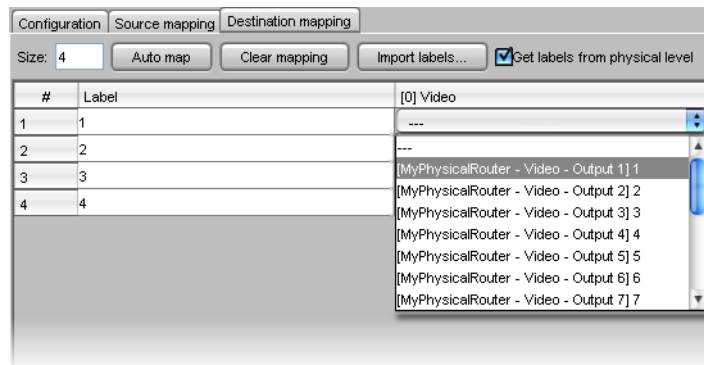 Configuration Source mapping Destination mapping
Size: 4 Auto map Clear mapping Import labels... Get labels from physical level
# Label [0] Video
1 1 ---
2 2 ---
[MyPhysicalRouter - Video - Output 1] 1
3 3 [MyPhysicalRouter - Video - Output 2] 2
[MyPhysicalRouter - Video - Output 3] 3
4 4 [MyPhysicalRouter - Video - Output 4] 4
[MyPhysicalRouter - Video - Output 5] 5
[MyPhysicalRouter - Video - Output 6] 6
[MyPhysicalRouter - Video - Output 7] 7